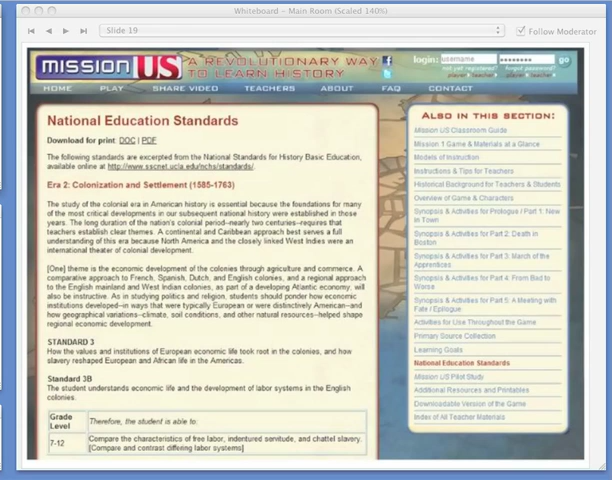 Whiteboard - Main Room (Scaled 140%)
Slide 19
Follow Moderator
mission US A REVOLUTIONARY WAY
TO LEARN HISTORY
login: username go
not yet registered? forgot password?
player teacher player teacher
HOME PLAY SHARE VIDEO TEACHERS ABOUT FAQ CONTACT
National Education Standards
Download for print DOC | PDF
The following standards are excerpted from the National Standards for History Basic Education,
available online at http://www.sscnet.ucla.edu/nchs/standards/.
Era 2: Colonization and Settlement (1585-1763)
The study of the colonial era in American history is essential because the foundations for many
of the most critical developments in our subsequent national history were established in those
years. The long duration of the nation's colonial period--nearly two centuries--requires that
teachers establish clear themes. A continental and Caribbean approach best serves a full
understanding of this era because North America and the closely linked West Indies were an
international theater of colonial development.
[One] theme is the economic development of the colonies through agriculture and commerce. A
comparative approach to French, Spanish, Dutch, and English colonies, and a regional approach
to the English mainland and West Indian colonies, as part of a developing Atlantic economy, will
also be instructive. As in studying politics and religion, students should ponder how economic
institutions developed--in ways that were typically European or were distinctively American--and
how geographical variations--climate, soil conditions, and other natural resources--helped shape
regional economic development.
STANDARD 3
How the values and institutions of European economic life took root in the colonies, and how
slavery reshaped European and African life in the Americas.
Standard 3B
The student understands economic life and the development of labor systems in the English
colonies.
Grade
Level
Therefore, the student is able to:
7-12
Compare the characteristics of free labor, indentured servitude, and chattel slavery.
[Compare and contrast differing labor systems]
ALSO IN THIS SECTION:
Mission US Classroom Guide
Mission 1 Game & Materials at a Glance
Models of Instruction
Instructions & Tips for Teachers
Historical Background for Teachers & Students
Overview of Game & Characters
Synopsis & Activities for Prologue / Part 1: New
in Town
Synopsis & Activities for Part 2: Death in
Boston
Synopsis & Activities for Part 3: March of the
Apprentices
Synopsis & Activities for Part 4: From Bad to
Worse
Synopsis & Activities for Part 5: A Meeting with
Fate / Epilogue
Activities for Use Throughout the Game
Primary Source Collection
Learning Goals
National Education Standards
Mission US Pilot Study
Additional Resources and Printables
Downloadable Version of the Game
Index of All Teacher Materials